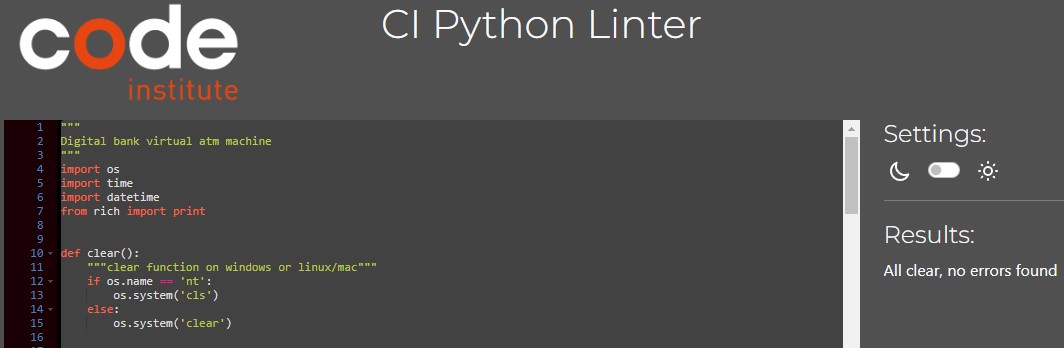 code
institute
CI Python Linter
1 """
2 Digital bank virtual atm machine
3 """
4 import os
5 import time
6 import datetime
7 from rich import print
8
9
10 def clear():
11     """clear function on windows or linux/mac"""
12     if os.name == 'nt':
13         os.system('cls')
14     else:
15         os.system('clear')
16
Settings:
Results:
All clear, no errors found